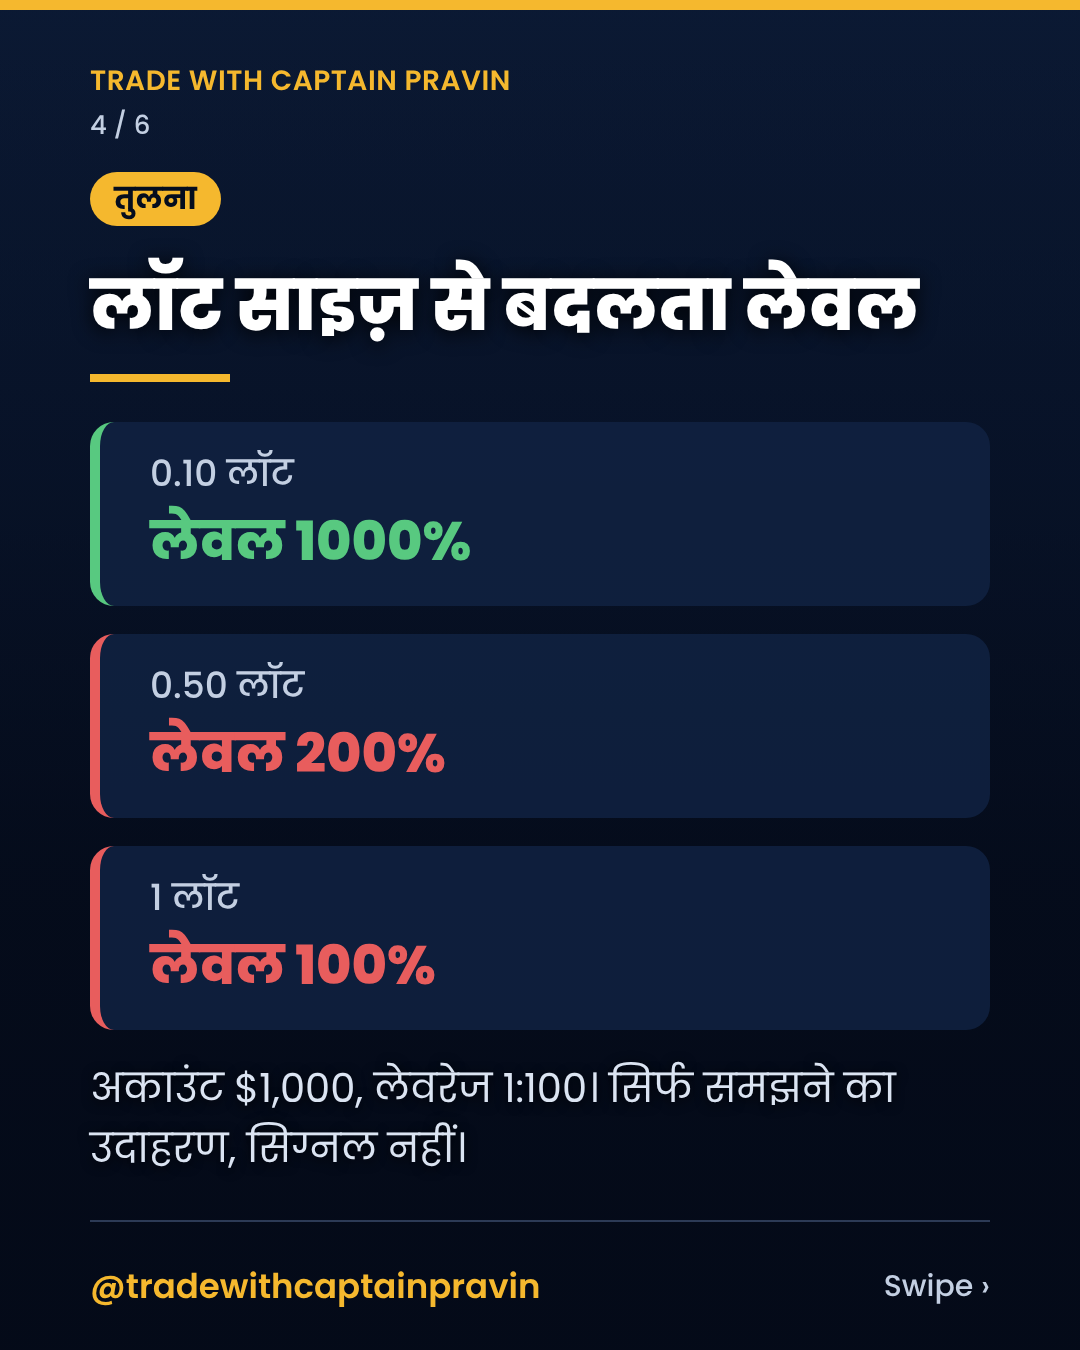 TRADE WITH CAPTAIN PRAVIN
4 / 6
तुलना
लॉट साइज़ से बदलता लेवल
0.10 लॉट
लेवल 1000%
0.50 लॉट
लेवल 200%
1 लॉट
लेवल 100%
अकाउंट $1,000, लेवरेज 1:100। सिर्फ समझने का
उदाहरण, सिग्नल नहीं।
@tradewithcaptainpravin
Swipe ›